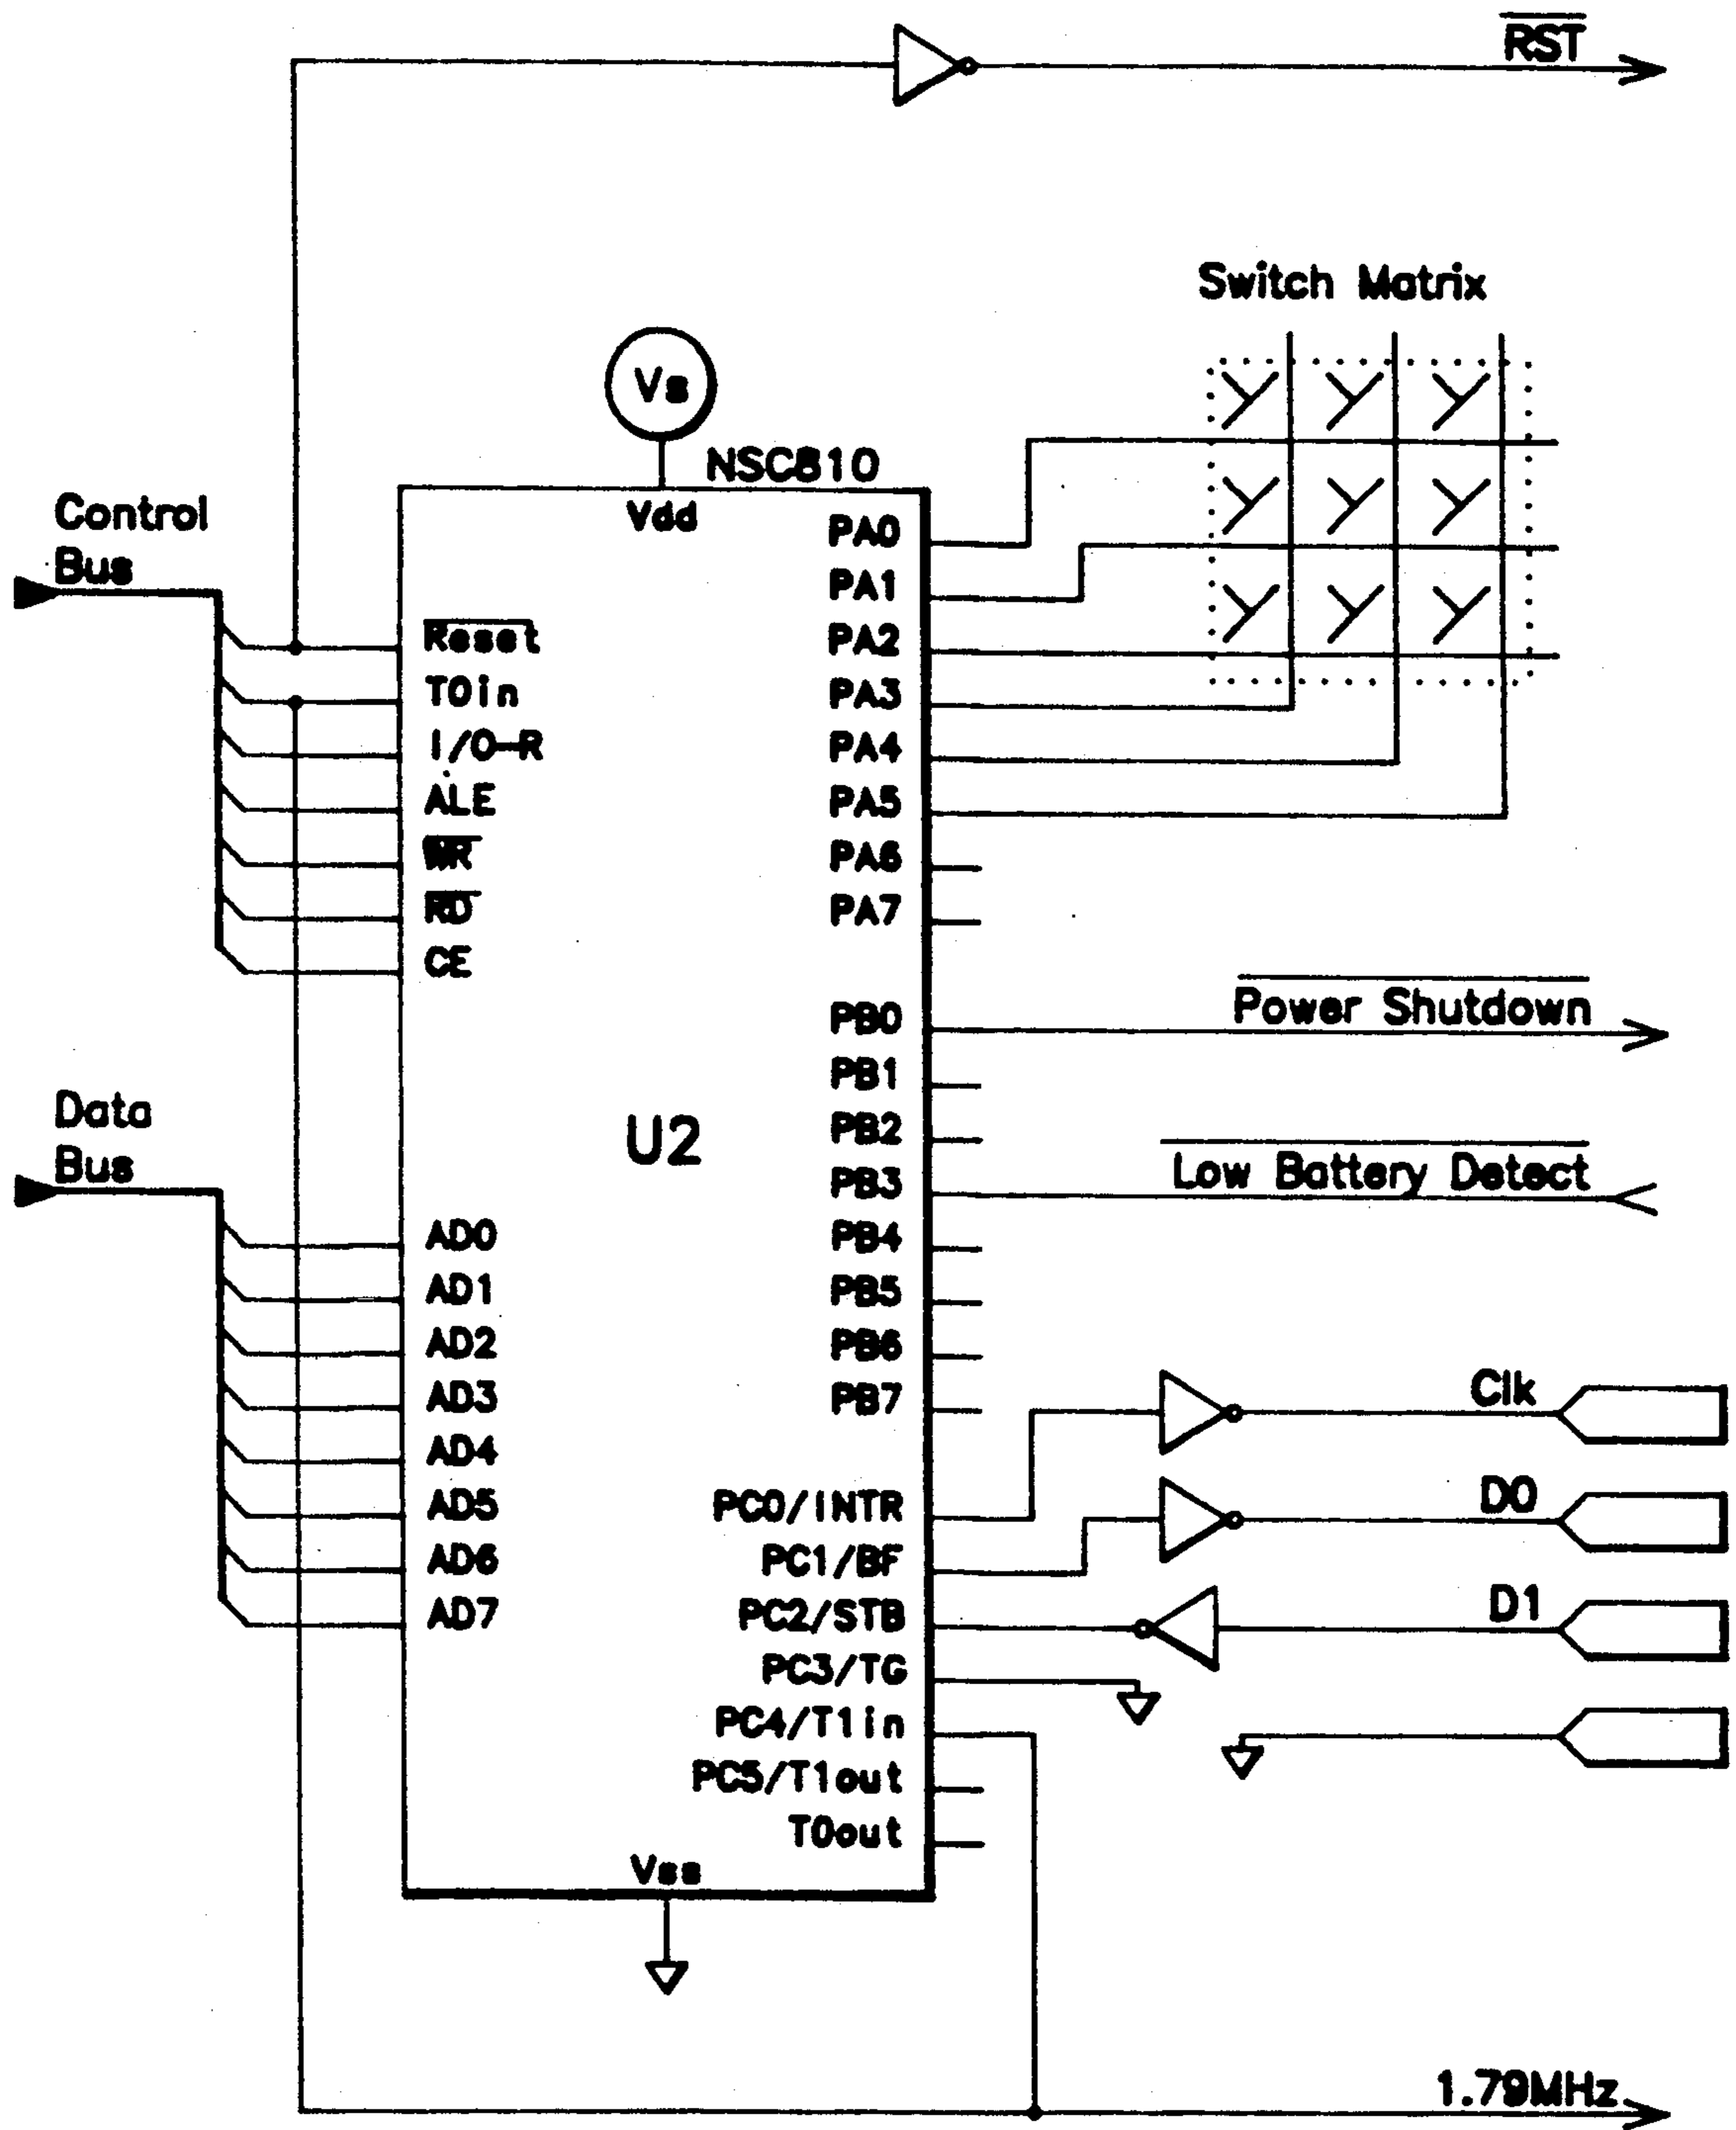 RST
Switch Matrix
Vs
NSC810
Control
Bus
Vdd
Reset
T0in
I/O-R
ALE
WR
RD
CE
PA0
PA1
PA2
PA3
PA4
PA5
PA6
PA7
Power Shutdown
Low Battery Detect
PB0
PB1
PB2
PB3
PB4
PB5
PB6
PB7
U2
Data
Bus
AD0
AD1
AD2
AD3
AD4
AD5
AD6
AD7
PC0/INTR
PC1/BF
PC2/STB
PC3/TG
PC4/T1in
PC5/T1out
T0out
Clk
D0
D1
Vss
1.79MHz